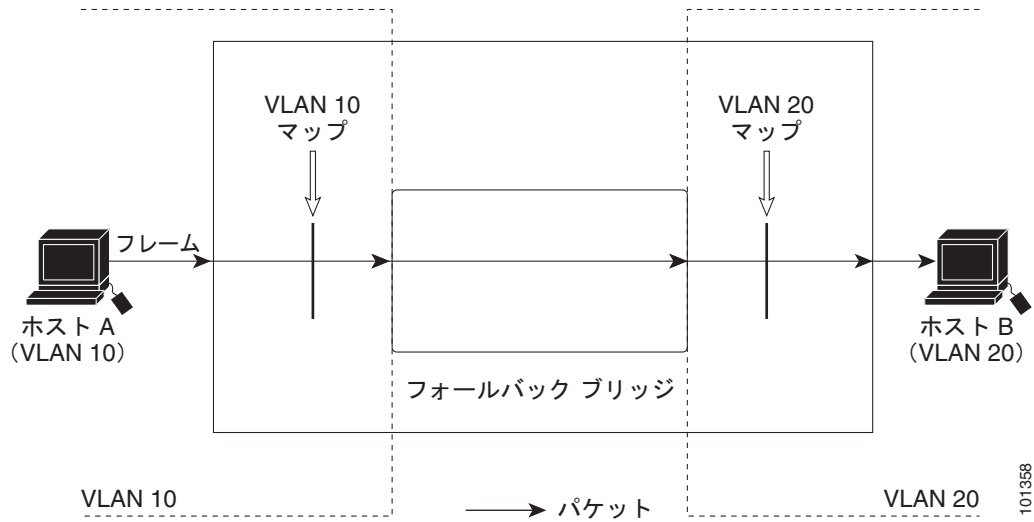 VLAN 10
マップ
VLAN 20
マップ
フレーム
ホスト A
（VLAN 10）
ホスト B
（VLAN 20）
フォールバック ブリッジ
VLAN 10
パケット
VLAN 20
101358